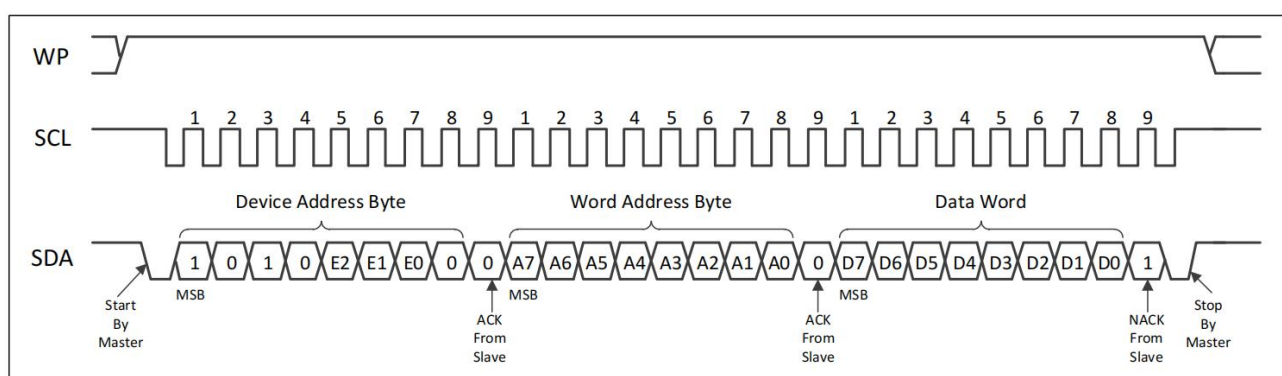 WP
SCL
1 2 3 4 5 6 7 8 9 1 2 3 4 5 6 7 8 9 1 2 3 4 5 6 7 8 9
Device Address Byte
Word Address Byte
Data Word
SDA
1 0 1 0 E2 E1 E0 0 0 A7 A6 A5 A4 A3 A2 A1 A0 0 D7 D6 D5 D4 D3 D2 D1 D0 1
MSB
MSB
MSB
Start
By
Master
ACK
From
Slave
ACK
From
Slave
NACK
From
Slave
Stop
By
Master